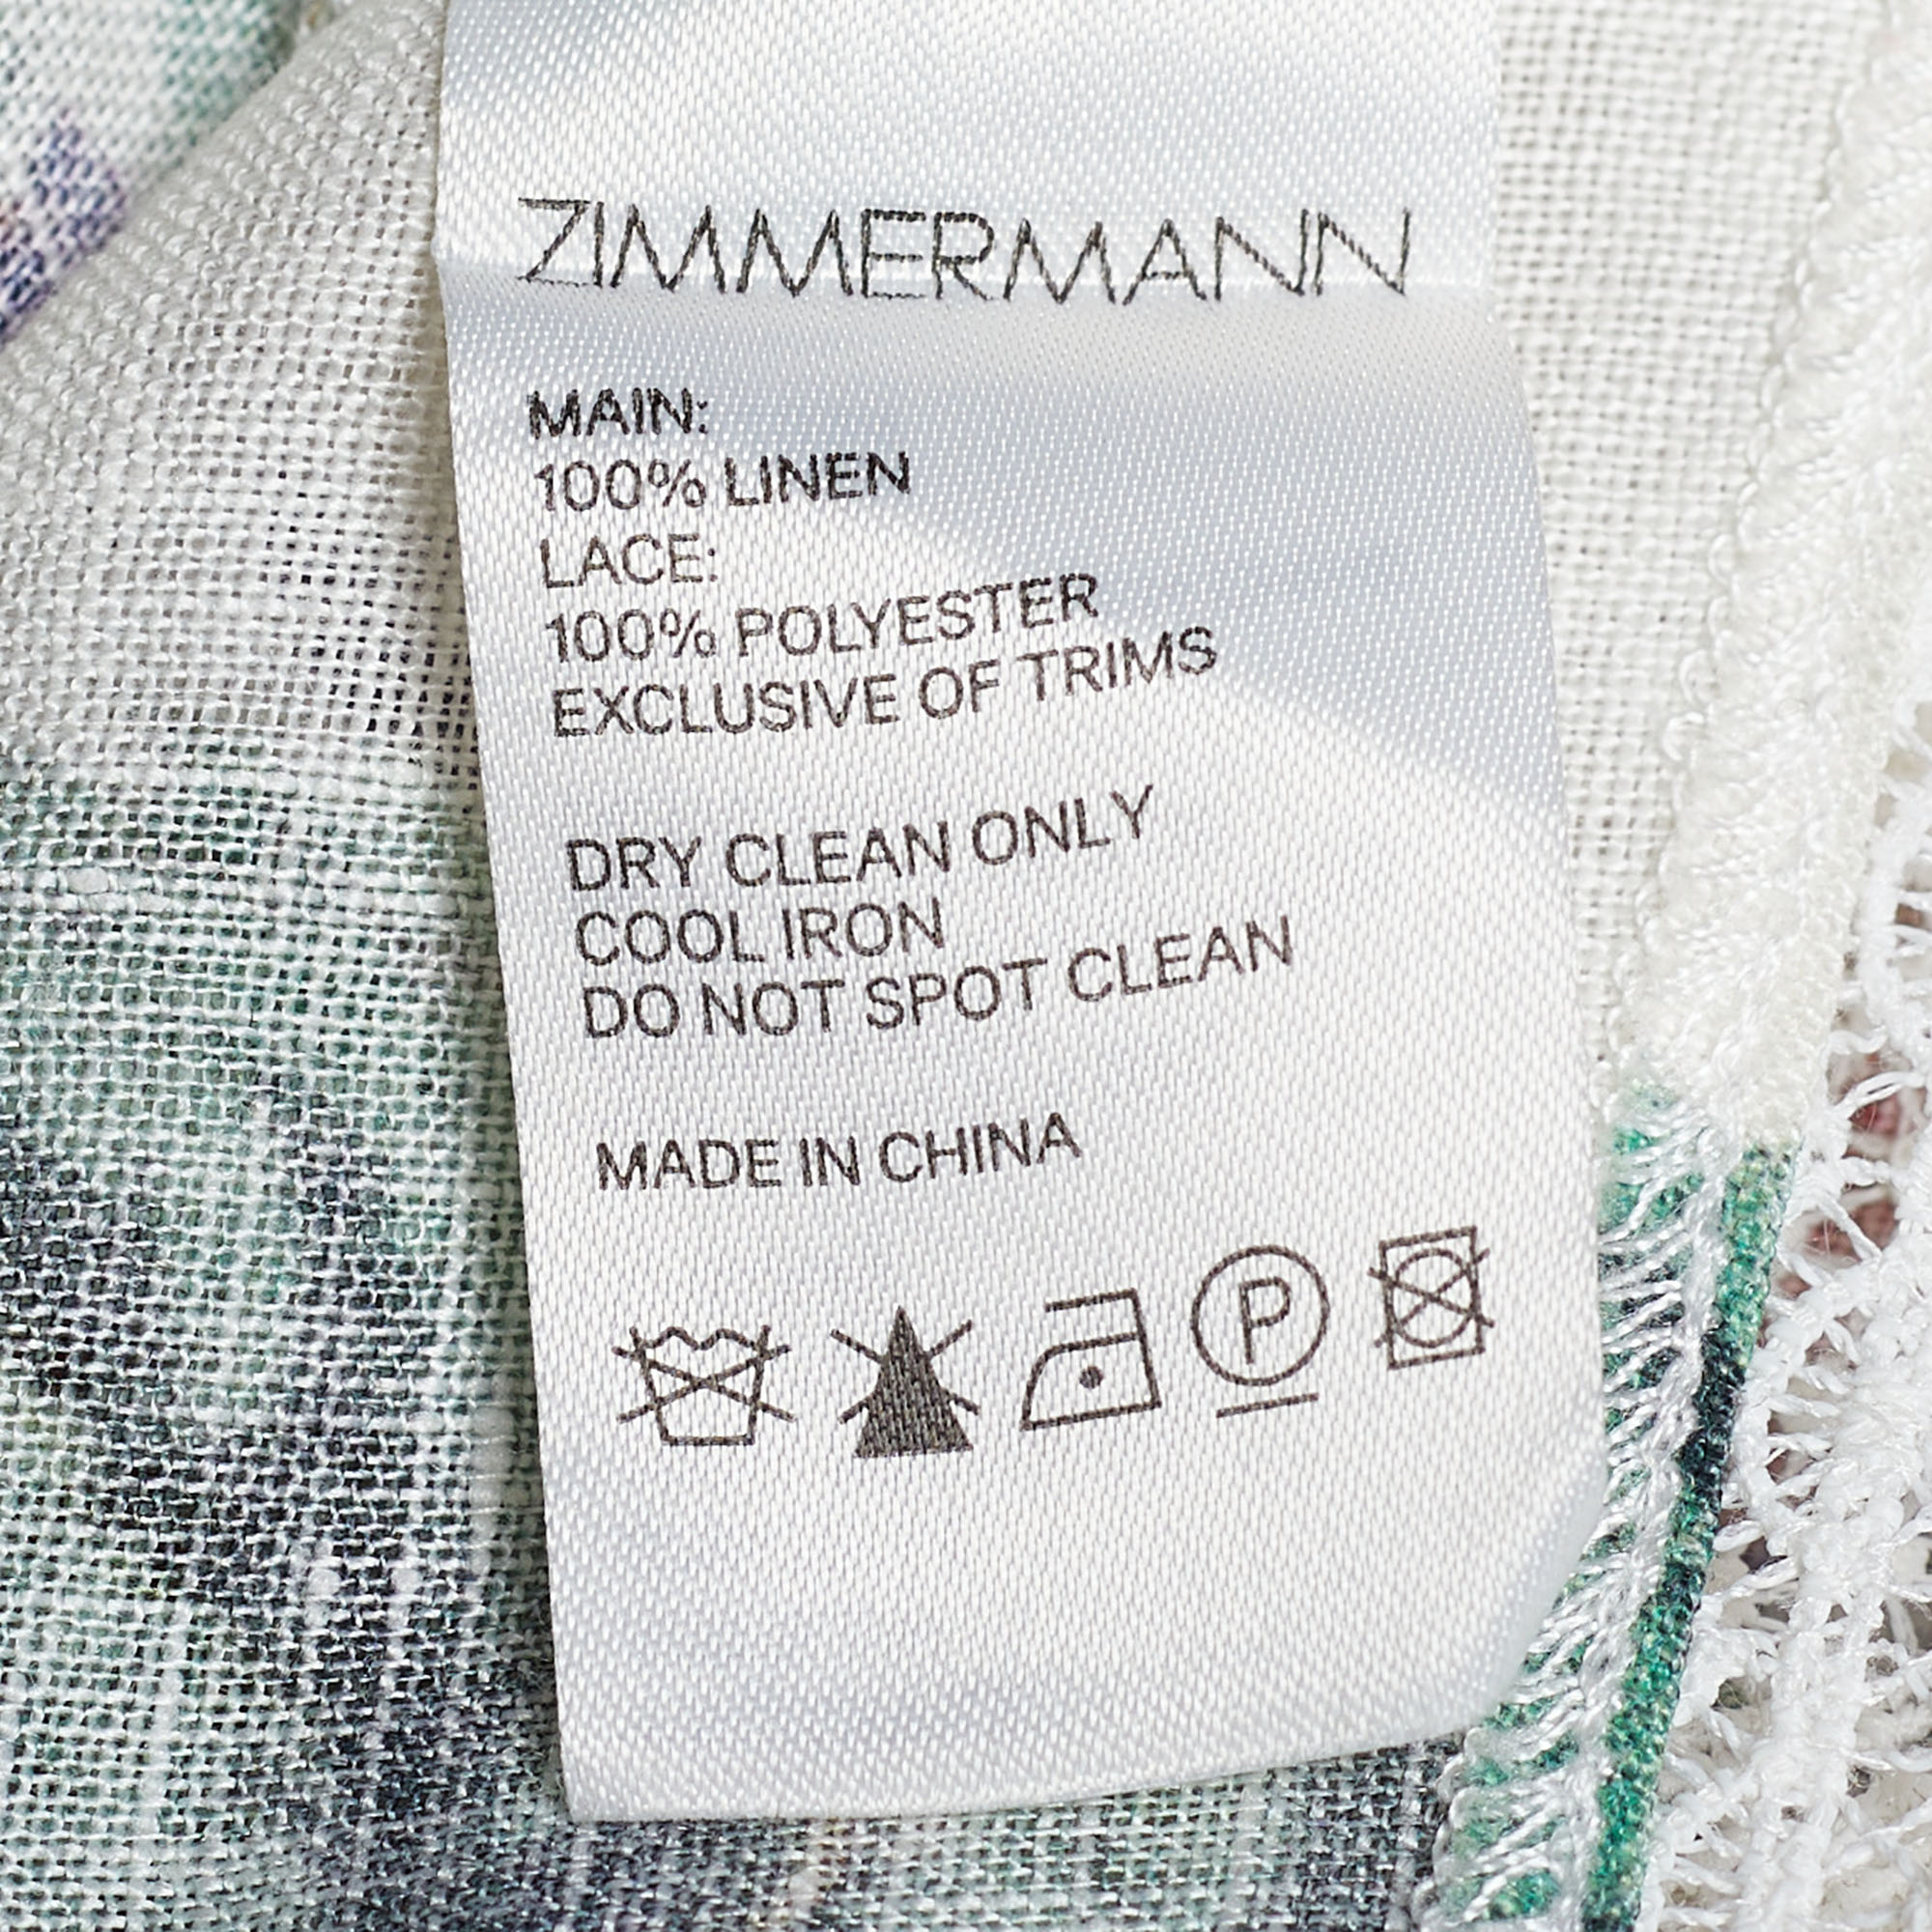 ZIMMERMANN
MAIN:
100% LINEN
LACE:
100% POLYESTER
EXCLUSIVE OF TRIMS
DRY CLEAN ONLY
COOL IRON
DO NOT SPOT CLEAN
MADE IN CHINA
P